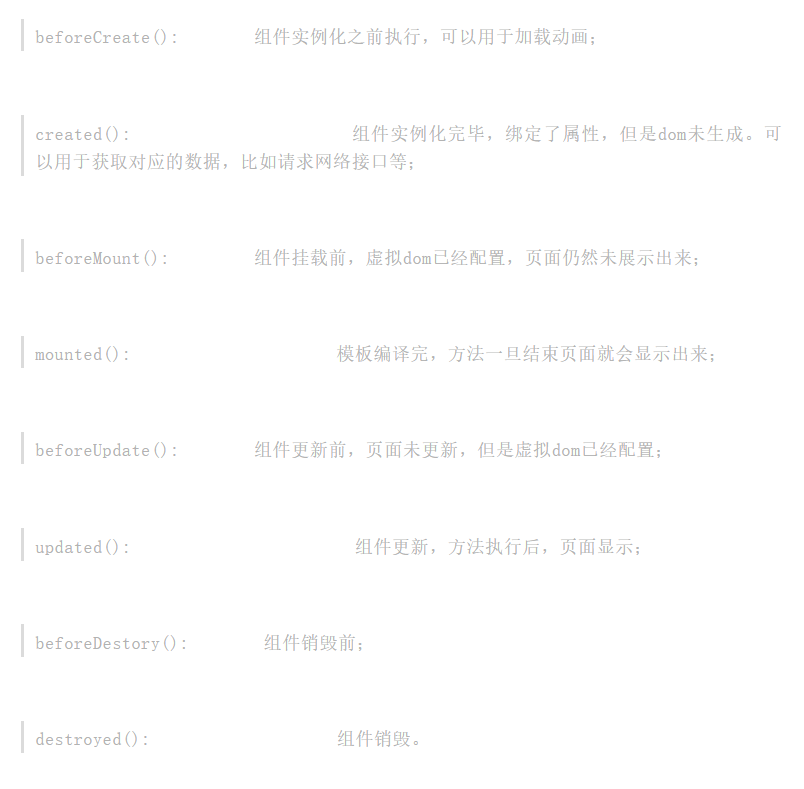 beforeCreate():        组件实例化之前执行，可以用于加载动画；
created():                       组件实例化完毕，绑定了属性，但是dom未生成。可
以用于获取对应的数据，比如请求网络接口等；
beforeMount():         组件挂载前，虚拟dom已经配置，页面仍然未展示出来；
mounted():                      模板编译完，方法一旦结束页面就会显示出来；
beforeUpdate():        组件更新前，页面未更新，但是虚拟dom已经配置；
updated():                        组件更新，方法执行后，页面显示；
beforeDestory():        组件销毁前；
destroyed():                    组件销毁。